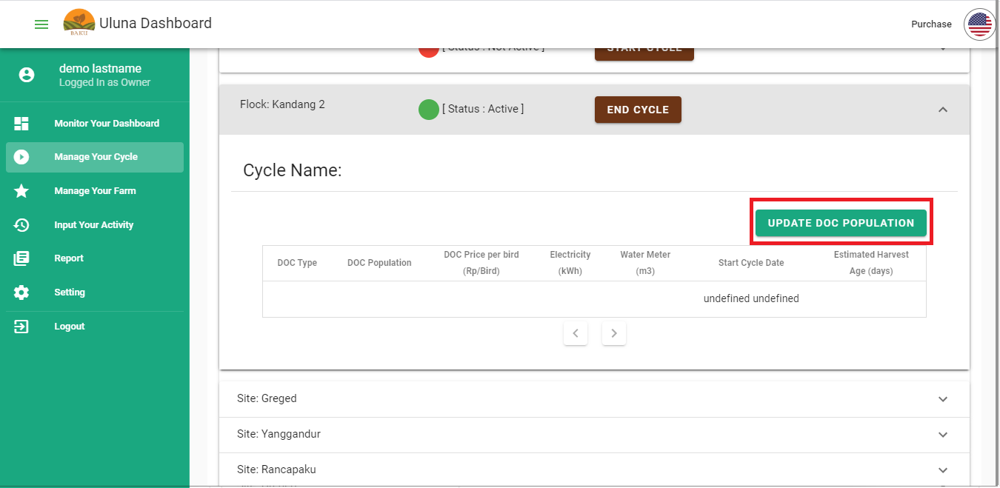 Uluna Dashboard
Purchase
BAKU
demo lastname
Logged In as Owner
Monitor Your Dashboard
Manage Your Cycle
Manage Your Farm
Input Your Activity
Report
Setting
Logout
[ Status : Not Active ]
START CYCLE
Flock: Kandang 2
[ Status : Active ]
END CYCLE
Cycle Name:
UPDATE DOC POPULATION
DOC Type
DOC Population
DOC Price per bird
(Rp/Bird)
Electricity
(kWh)
Water Meter
(m3)
Start Cycle Date
Estimated Harvest
Age (days)
undefined undefined
Site: Greged
Site: Yanggandur
Site: Rancapaku